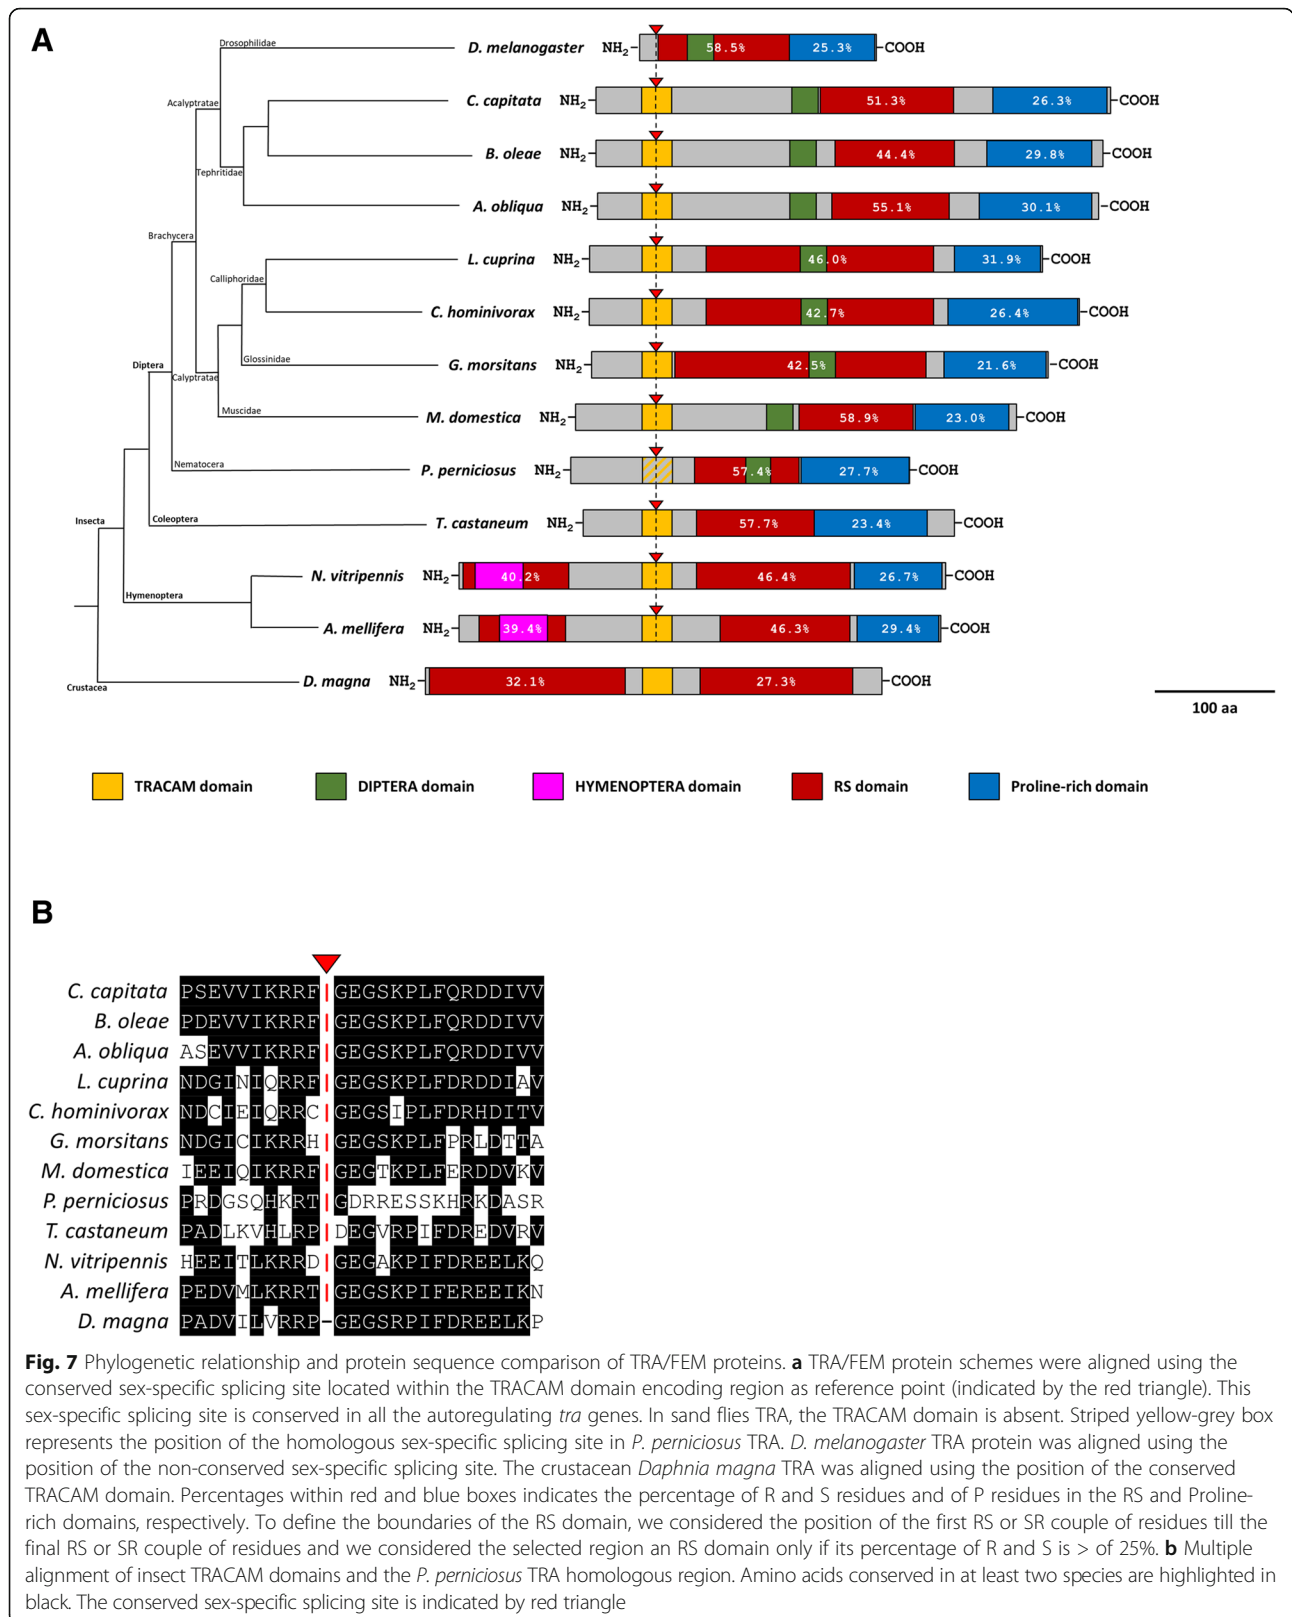 A
Drosophilidae
D. melanogaster NH2 58.5% 25.3% COOH
Acalyptratae
C. capitata NH2 51.3% 26.3% COOH
B. oleae NH2 44.4% 29.8% COOH
Tephritidae
A. obliqua NH2 55.1% 30.1% COOH
Brachycera
L. cuprina NH2 46.0% 31.9% COOH
Calliphoridae
C. hominivorax NH2 42.7% 26.4% COOH
Glossinidae
G. morsitans NH2 42.5% 21.6% COOH
Diptera
Calyptratae
Muscidae
M. domestica NH2 58.9% 23.0% COOH
Nematocera
P. perniciosus NH2 57.4% 27.7% COOH
Insecta
Coleoptera
T. castaneum NH2 57.7% 23.4% COOH
N. vitripennis NH2 40.2% 46.4% 26.7% COOH
Hymenoptera
A. mellifera NH2 39.4% 46.3% 29.4% COOH
Crustacea
D. magna NH2 32.1% 27.3% COOH
100 aa
TRACAM domain DIPTERA domain HYMENOPTERA domain RS domain Proline-rich domain
B
C. capitata PSEVVIKRRF|GEGSKPLFQRDDIVV
B. oleae PDEVVIKRRF|GEGSKPLFQRDDIVV
A. obliqua ASEVVIKRRF|GEGSKPLFQRDDIVV
L. cuprina NDGINIQRRF|GEGSKPLFDRDDIAV
C. hominivorax NDCIEIQRRC|GEGSIPLFDRHDITV
G. morsitans NDGICIKRRH|GEGSKPLFPRLDTTA
M. domestica IEEIQIKRRF|GEGTKPLFERDDVKV
P. perniciosus PRDGSQHKRT|GDRRESSKHRKDASR
T. castaneum PADLKVHLRP|DEGVRPIFDREDVRV
N. vitripennis HEEITLKRRD|GEGAKPIFDREELKQ
A. mellifera PEDVMLKRRT|GEGSKPIFEREEIKN
D. magna PADVILVRRP-GEGSRPIFDREELKP
Fig. 7 Phylogenetic relationship and protein sequence comparison of TRA/FEM proteins. a TRA/FEM protein schemes were aligned using the
conserved sex-specific splicing site located within the TRACAM domain encoding region as reference point (indicated by the red triangle). This
sex-specific splicing site is conserved in all the autoregulating tra genes. In sand flies TRA, the TRACAM domain is absent. Striped yellow-grey box
represents the position of the homologous sex-specific splicing site in P. perniciosus TRA. D. melanogaster TRA protein was aligned using the
position of the non-conserved sex-specific splicing site. The crustacean Daphnia magna TRA was aligned using the position of the conserved
TRACAM domain. Percentages within red and blue boxes indicates the percentage of R and S residues and of P residues in the RS and Proline-
rich domains, respectively. To define the boundaries of the RS domain, we considered the position of the first RS or SR couple of residues till the
final RS or SR couple of residues and we considered the selected region an RS domain only if its percentage of R and S is > of 25%. b Multiple
alignment of insect TRACAM domains and the P. perniciosus TRA homologous region. Amino acids conserved in at least two species are highlighted in
black. The conserved sex-specific splicing site is indicated by red triangle